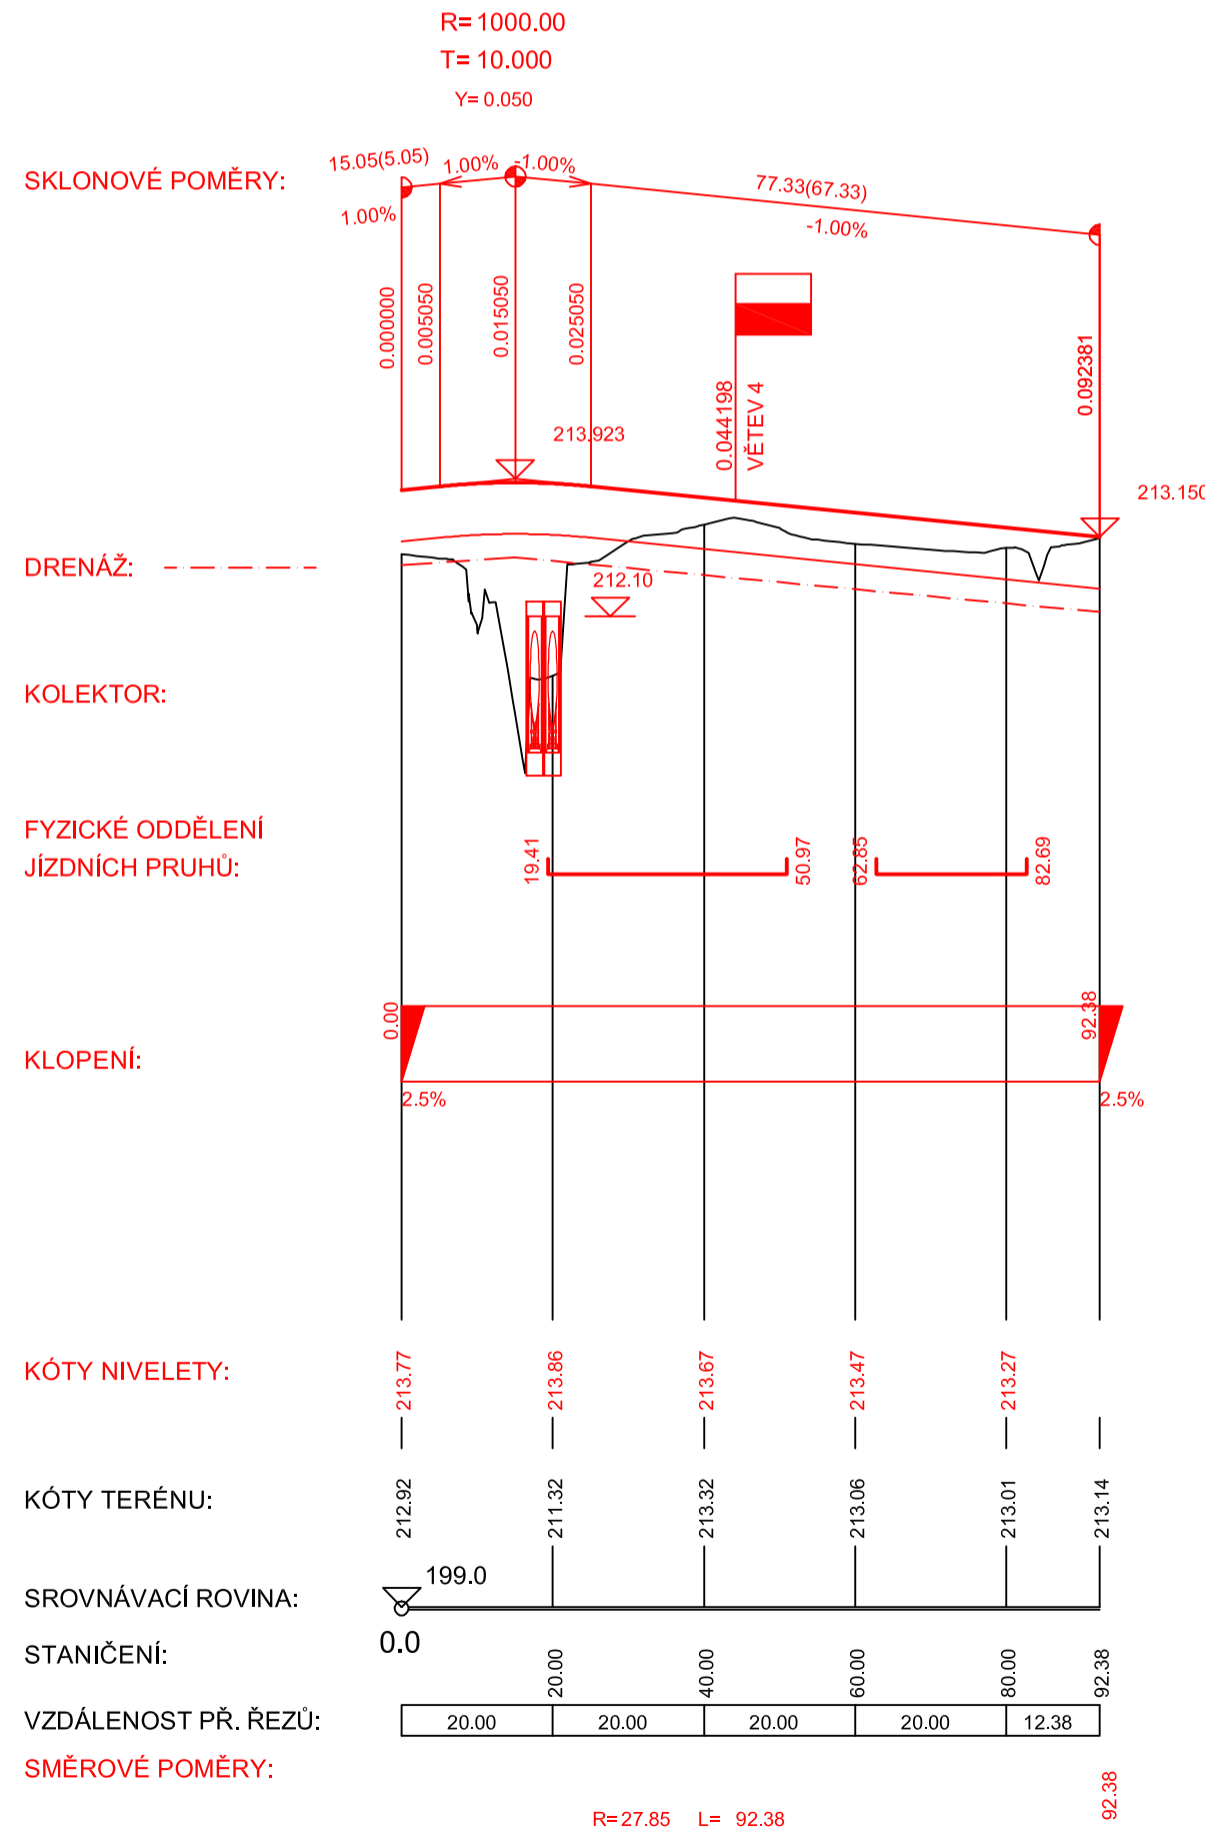 R= 1000.00
T= 10.000
Y= 0.050
SKLONOVÉ POMĚRY:
15.05(5.05)
1.00%
-1.00%
77.33(67.33)
1.00%
-1.00%
0.000000
0.005050
0.015050
0.025050
0.044198
VĚTEV 4
0.092381
213.923
213.150
DRENÁŽ:
212.10
KOLEKTOR:
FYZICKÉ ODDĚLENÍ
JÍZDNÍCH PRUHŮ:
19.41
50.97
62.85
82.69
KLOPENÍ:
0.00
92.38
2.5%
2.5%
KÓTY NIVELETY:
213.77
213.86
213.67
213.47
213.27
KÓTY TERÉNU:
212.92
211.32
213.32
213.06
213.01
213.14
SROVNÁVACÍ ROVINA:
199.0
STANIČENÍ:
0.0
20.00
40.00
60.00
80.00
92.38
VZDÁLENOST PŘ. ŘEZŮ:
20.00
20.00
20.00
20.00
12.38
SMĚROVÉ POMĚRY:
92.38
R=27.85 L= 92.38